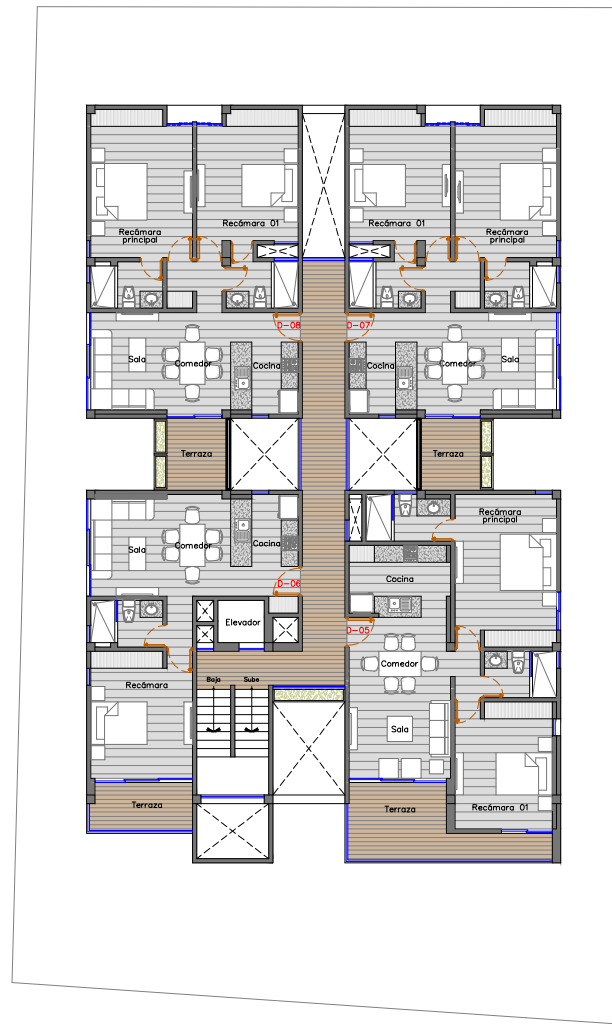 Recámara
principal
Recámara 01
Recámara 01
Recámara
principal
D-08
D-07
Sala
Comedor
Cocina
Cocina
Comedor
Sala
Terraza
Terraza
Recámara
principal
Sala
Comedor
Cocina
Cocina
D-06
Elevador
D-05
Comedor
Recámara
Baja
Sube
Sala
Terraza
Terraza
Recámara 01